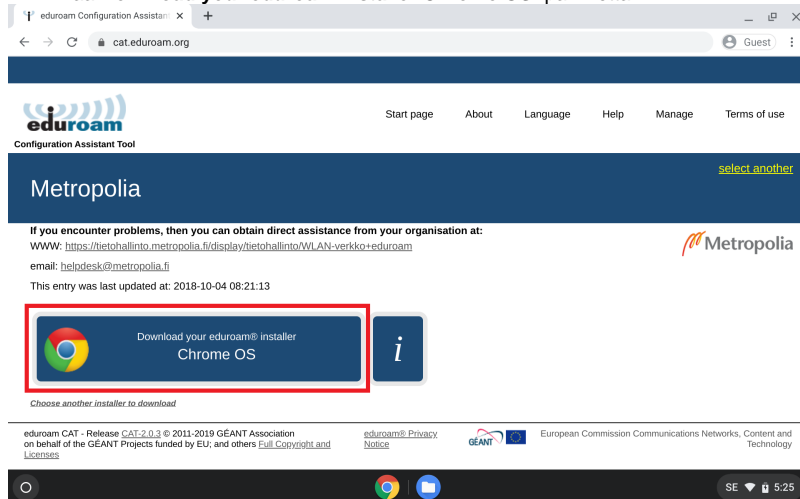 eduroam Configuration Assistant
cat.eduroam.org
Guest
eduroam
Configuration Assistant Tool
Start page About Language Help Manage Terms of use
select another
Metropolia
If you encounter problems, then you can obtain direct assistance from your organisation at:
WWW: https://tietohallinto.metropolia.fi/display/tietohallinto/WLAN-verkko+eduroam
Metropolia
email: helpdesk@metropolia.fi
This entry was last updated at: 2018-10-04 08:21:13
Download your eduroam® installer
Chrome OS
i
Choose another installer to download
eduroam CAT - Release CAT-2.0.3 © 2011-2019 GÉANT Association
on behalf of the GÉANT Projects funded by EU; and others Full Copyright and
Licenses
eduroam® Privacy
Notice
GÉANT
European Commission Communications Networks, Content and
Technology
SE 5:25